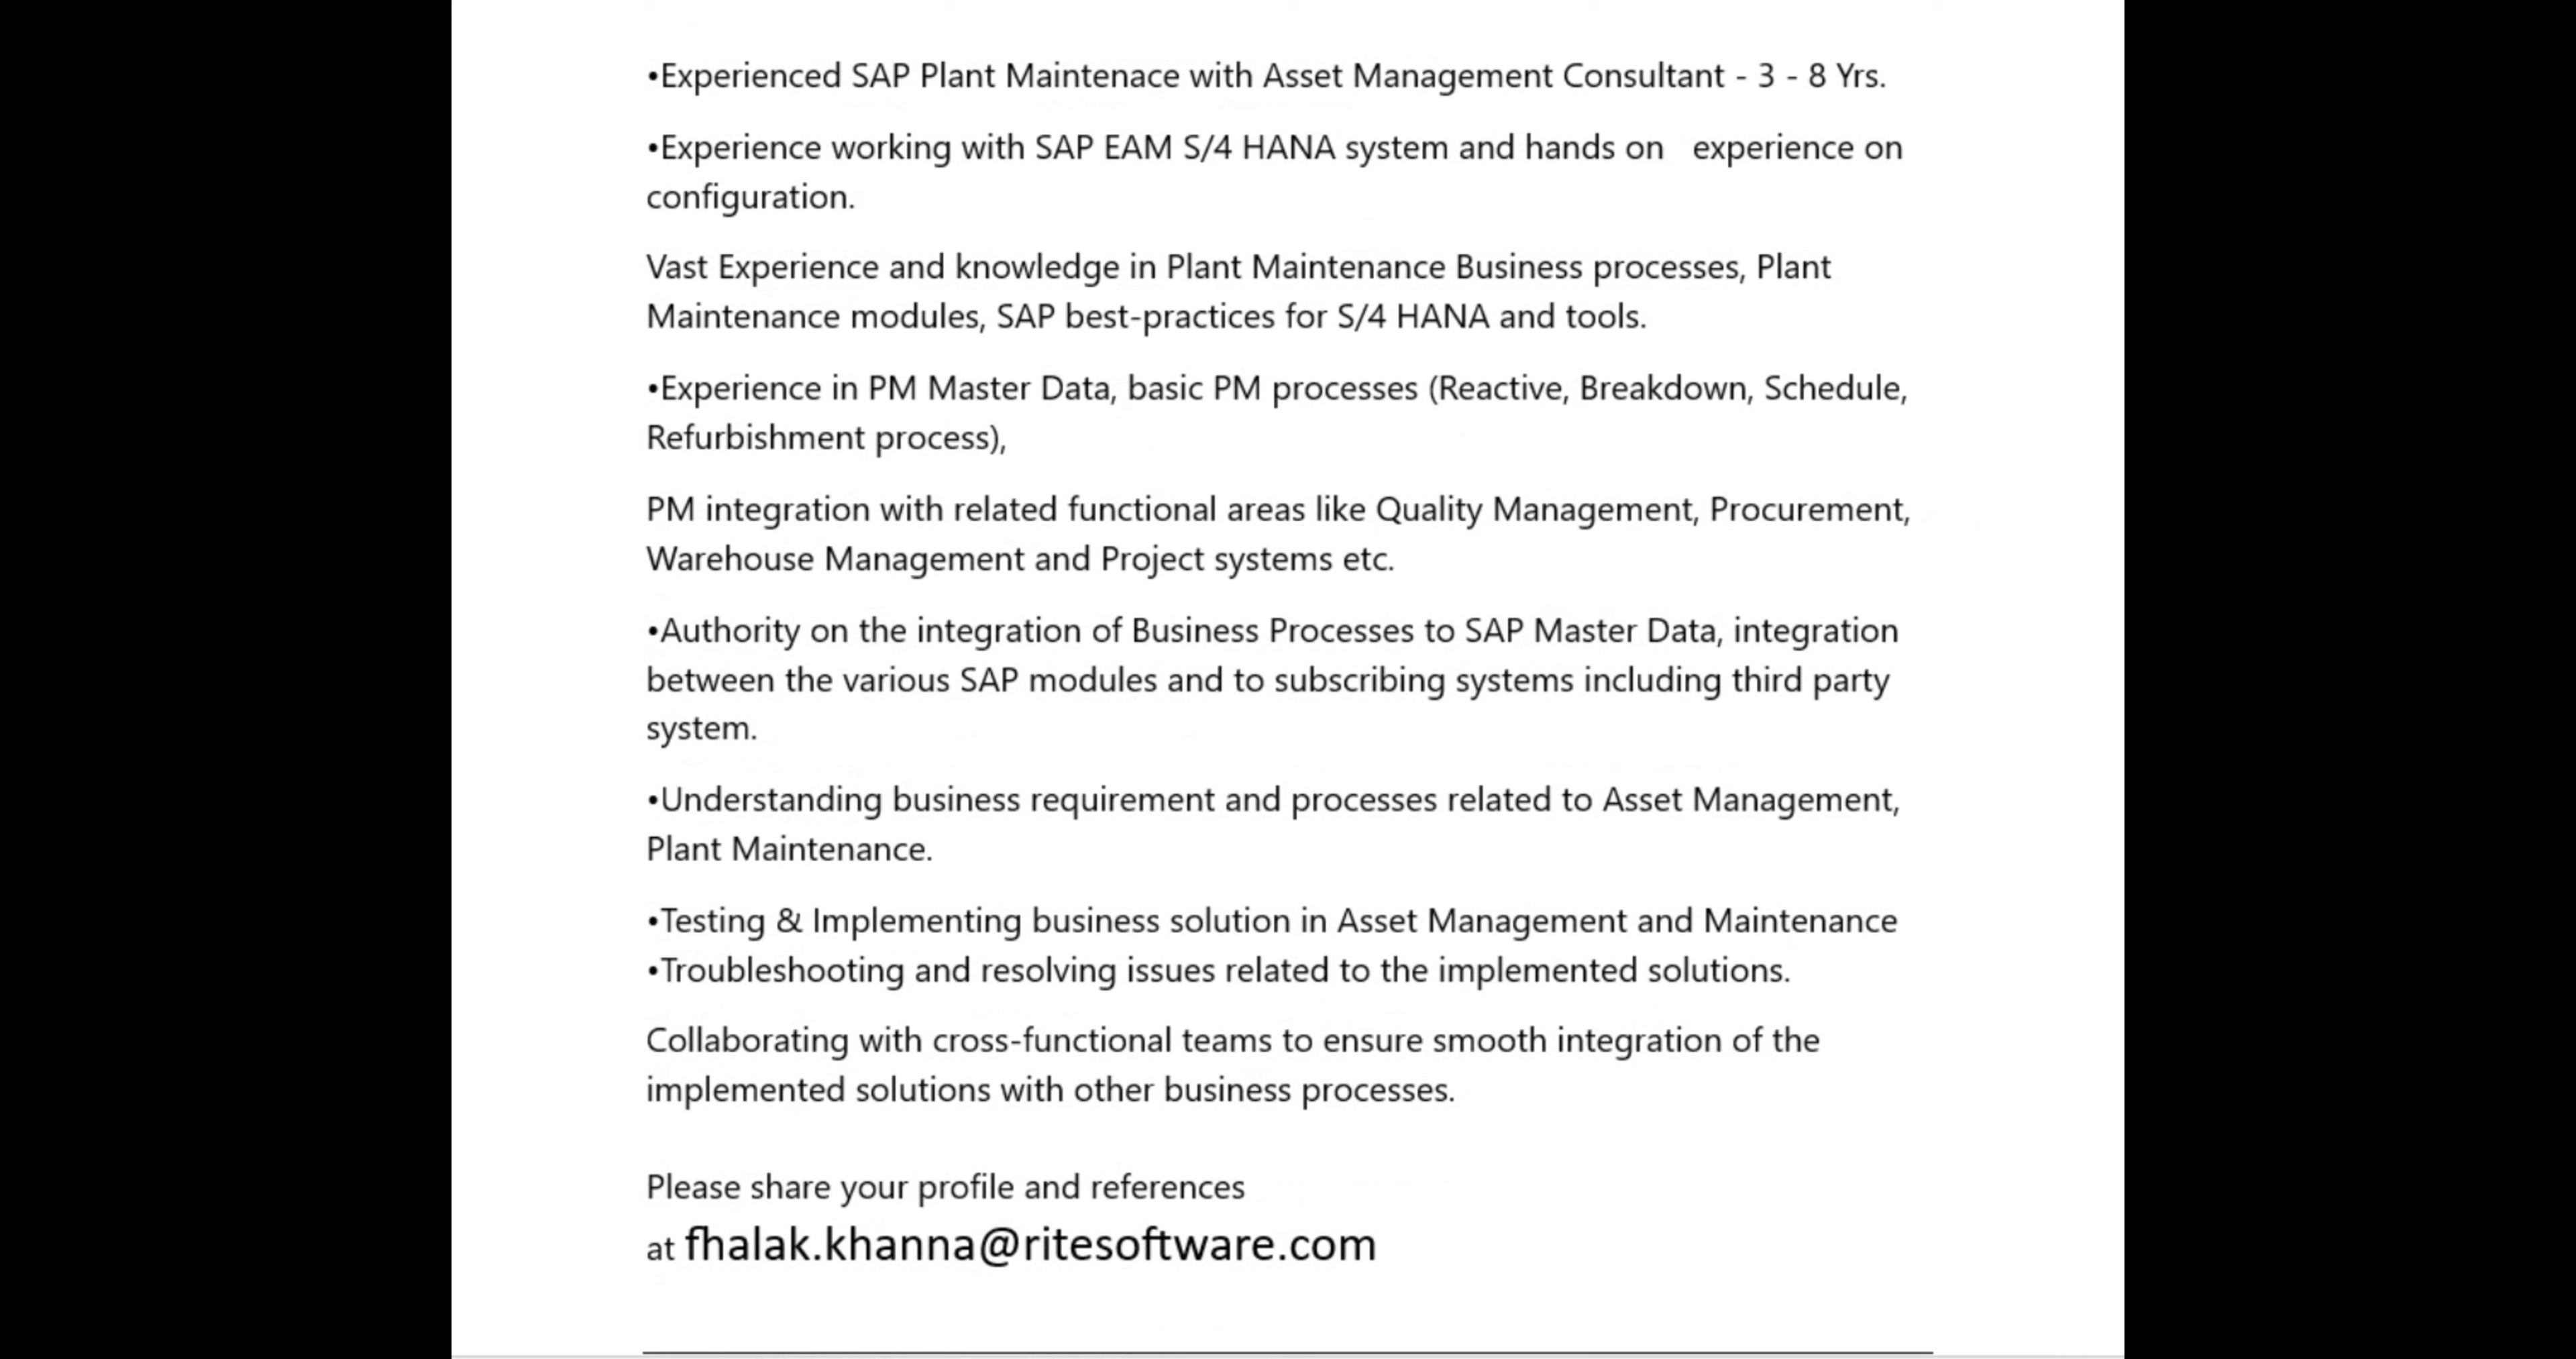 •Experienced SAP Plant Maintenace with Asset Management Consultant - 3 - 8 Yrs.
•Experience working with SAP EAM S/4 HANA system and hands on   experience on
configuration.
Vast Experience and knowledge in Plant Maintenance Business processes, Plant
Maintenance modules, SAP best-practices for S/4 HANA and tools.
•Experience in PM Master Data, basic PM processes (Reactive, Breakdown, Schedule,
Refurbishment process),
PM integration with related functional areas like Quality Management, Procurement,
Warehouse Management and Project systems etc.
•Authority on the integration of Business Processes to SAP Master Data, integration
between the various SAP modules and to subscribing systems including third party
system.
•Understanding business requirement and processes related to Asset Management,
Plant Maintenance.
•Testing & Implementing business solution in Asset Management and Maintenance
•Troubleshooting and resolving issues related to the implemented solutions.
Collaborating with cross-functional teams to ensure smooth integration of the
implemented solutions with other business processes.
Please share your profile and references
at fhalak.khanna@ritesoftware.com